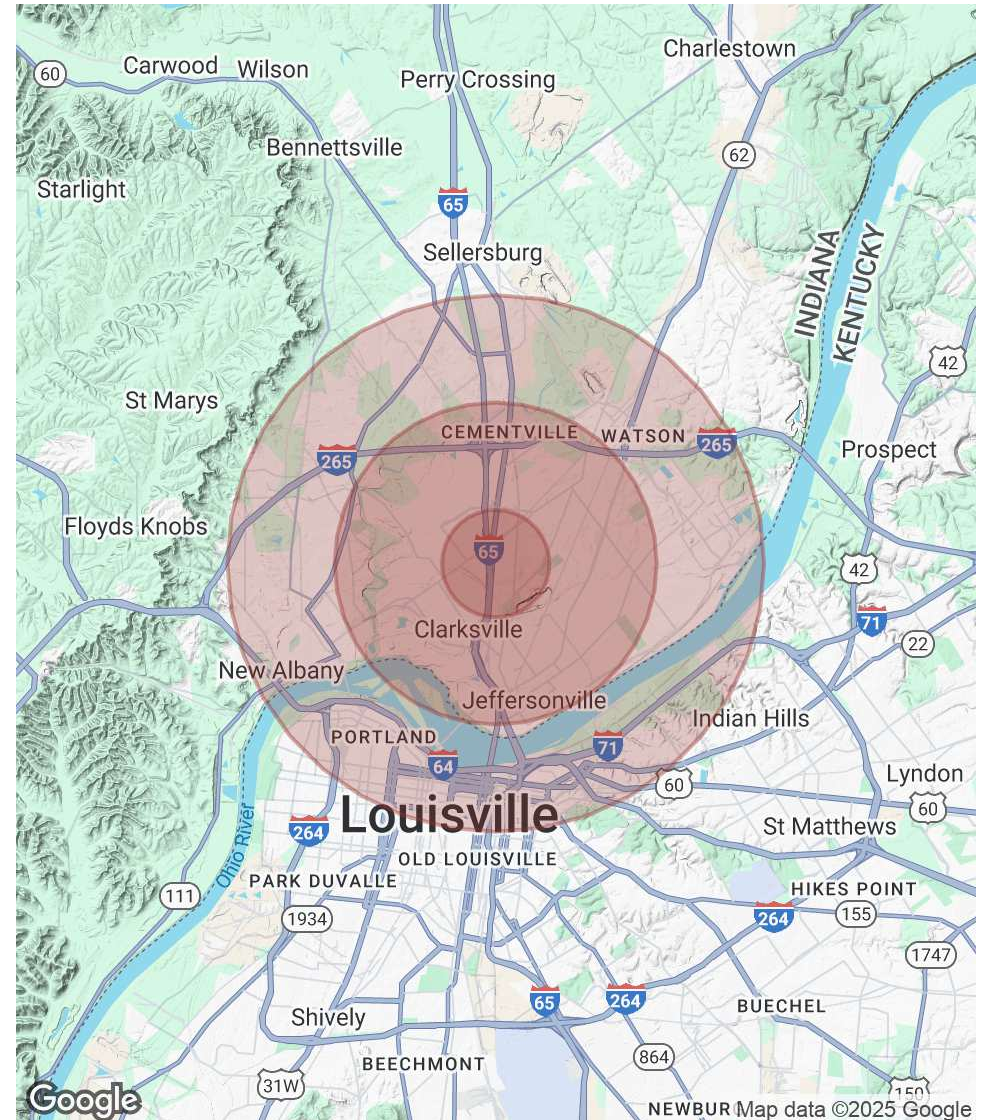 Charlestown
60
Carwood
Wilson
Perry Crossing
Bennettsville
62
Starlight
65
Sellersburg
INDIANA
KENTUCKY
42
St Marys
CEMENTVILLE
WATSON
265
265
Prospect
Floyds Knobs
65
42
71
Clarksville
22
New Albany
Jeffersonville
Indian Hills
PORTLAND
71
64
60
Lyndon
60
Louisville
264
St Matthews
Ohio River
OLD LOUISVILLE
PARK DUVALLE
HIKES POINT
111
1934
264
155
1747
65
264
BUECHEL
Shively
864
BEECHMONT
31W
150
Google
NEWBUR
Map data ©2025 Google